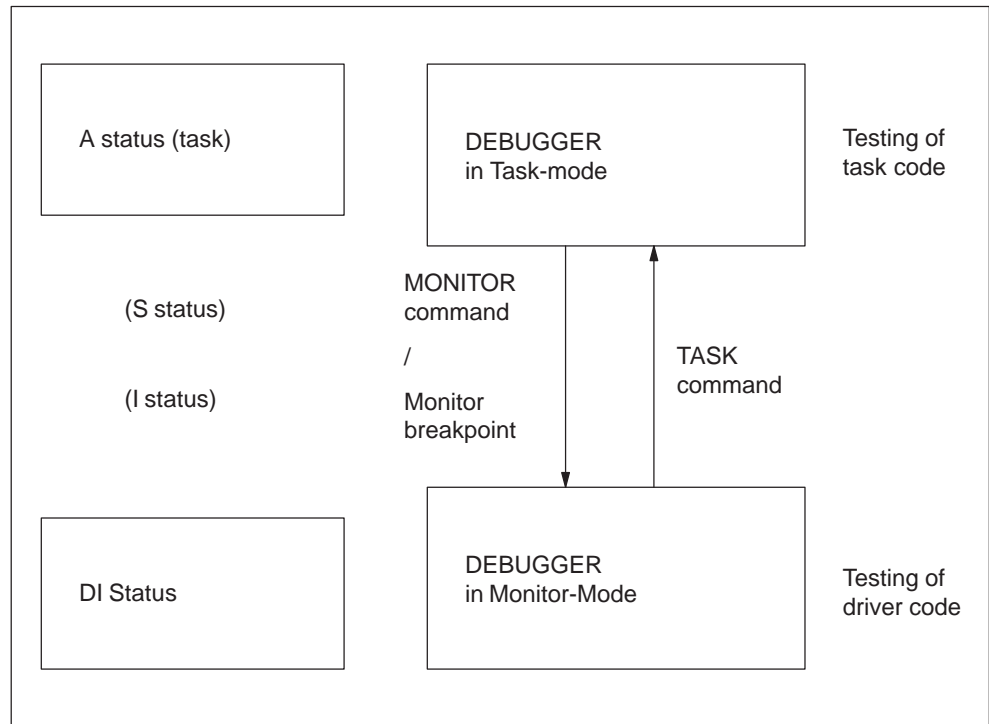 A status (task)
DEBUGGER
in Task-mode
Testing of
task code
(S status)
(I status)
MONITOR
command
/
Monitor
breakpoint
TASK
command
DI Status
DEBUGGER
in Monitor-Mode
Testing of
driver code